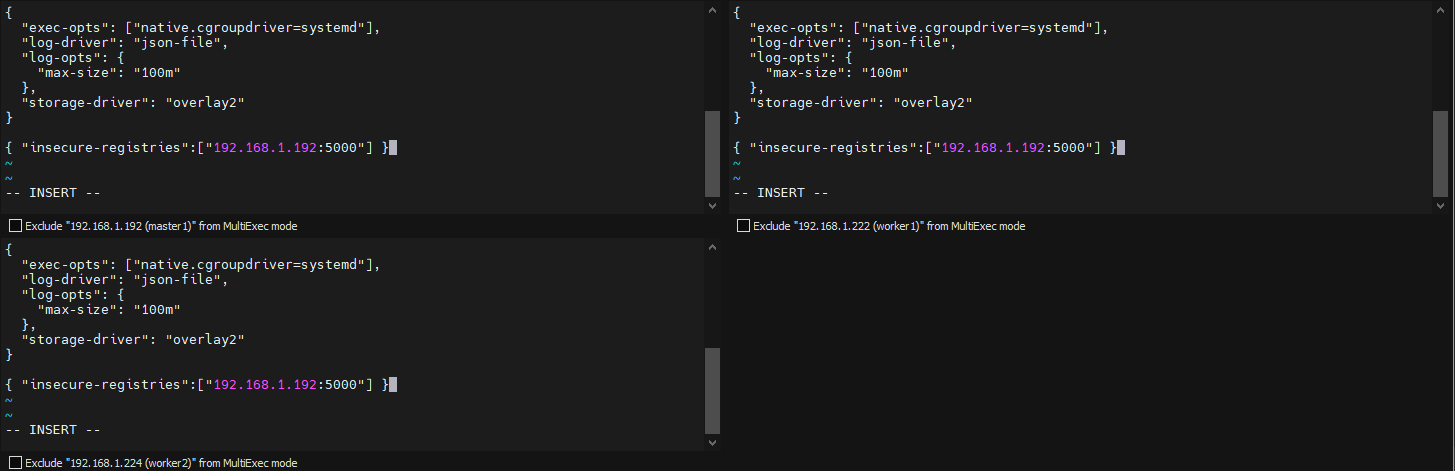 {
  "exec-opts": ["native.cgroupdriver=systemd"],
  "log-driver": "json-file",
  "log-opts": {
    "max-size": "100m"
  },
  "storage-driver": "overlay2"
}
{ "insecure-registries":["192.168.1.192:5000"] }
~
~
-- INSERT --
Exclude "192.168.1.192 (master1)" from MultiExec mode
{
  "exec-opts": ["native.cgroupdriver=systemd"],
  "log-driver": "json-file",
  "log-opts": {
    "max-size": "100m"
  },
  "storage-driver": "overlay2"
}
{ "insecure-registries":["192.168.1.192:5000"] }
~
~
-- INSERT --
Exclude "192.168.1.222 (worker1)" from MultiExec mode
{
  "exec-opts": ["native.cgroupdriver=systemd"],
  "log-driver": "json-file",
  "log-opts": {
    "max-size": "100m"
  },
  "storage-driver": "overlay2"
}
{ "insecure-registries":["192.168.1.192:5000"] }
~
~
-- INSERT --
Exclude "192.168.1.224 (worker2)" from MultiExec mode